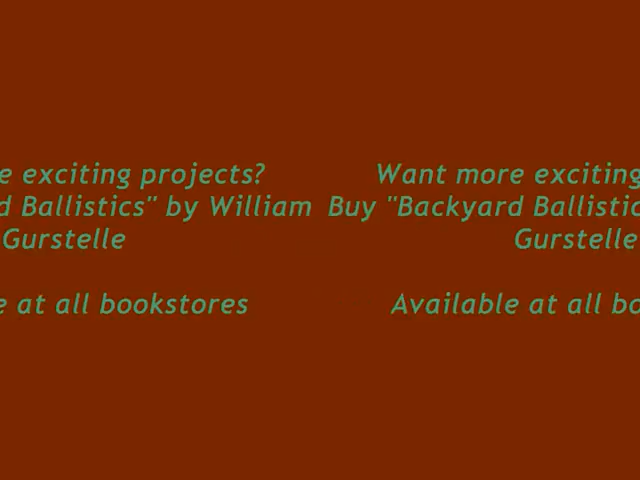 e exciting projects? Want more exciting
d Ballistics" by William Buy "Backyard Ballistic
Gurstelle Gurstelle
e at all bookstores Available at all bo